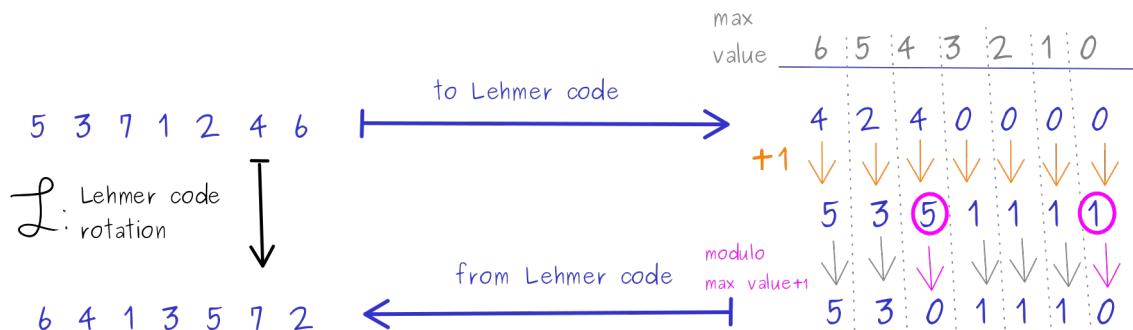 max
value 6 5 4 3 2 1 0
to Lehmer code
5 3 7 1 2 4 6
4 2 4 0 0 0 0
+1
ℒ: Lehmer code
rotation
5 3 5 1 1 1 1
from Lehmer code
modulo
max value+1
6 4 1 3 5 7 2
5 3 0 1 1 1 0